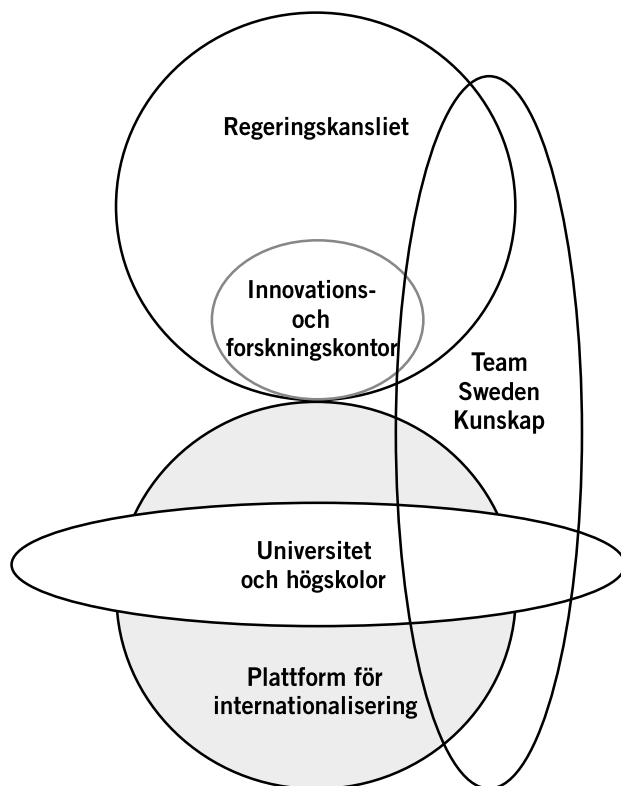 Regeringskansliet
Innovations-
och
forskningskontor
Team
Sweden
Kunskap
Universitet
och högskolor
Plattform för
internationalisering